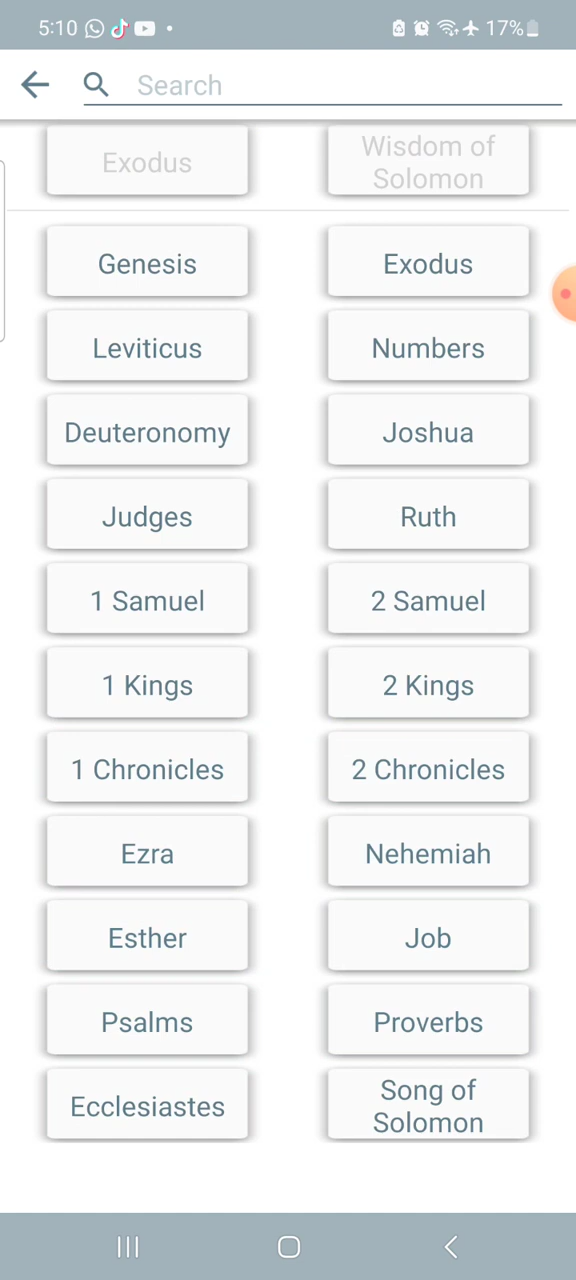 5:10
17%
Search
Exodus
Wisdom of
Solomon
Genesis
Exodus
Leviticus
Numbers
Deuteronomy
Joshua
Judges
Ruth
1 Samuel
2 Samuel
1 Kings
2 Kings
1 Chronicles
2 Chronicles
Ezra
Nehemiah
Esther
Job
Psalms
Proverbs
Ecclesiastes
Song of
Solomon